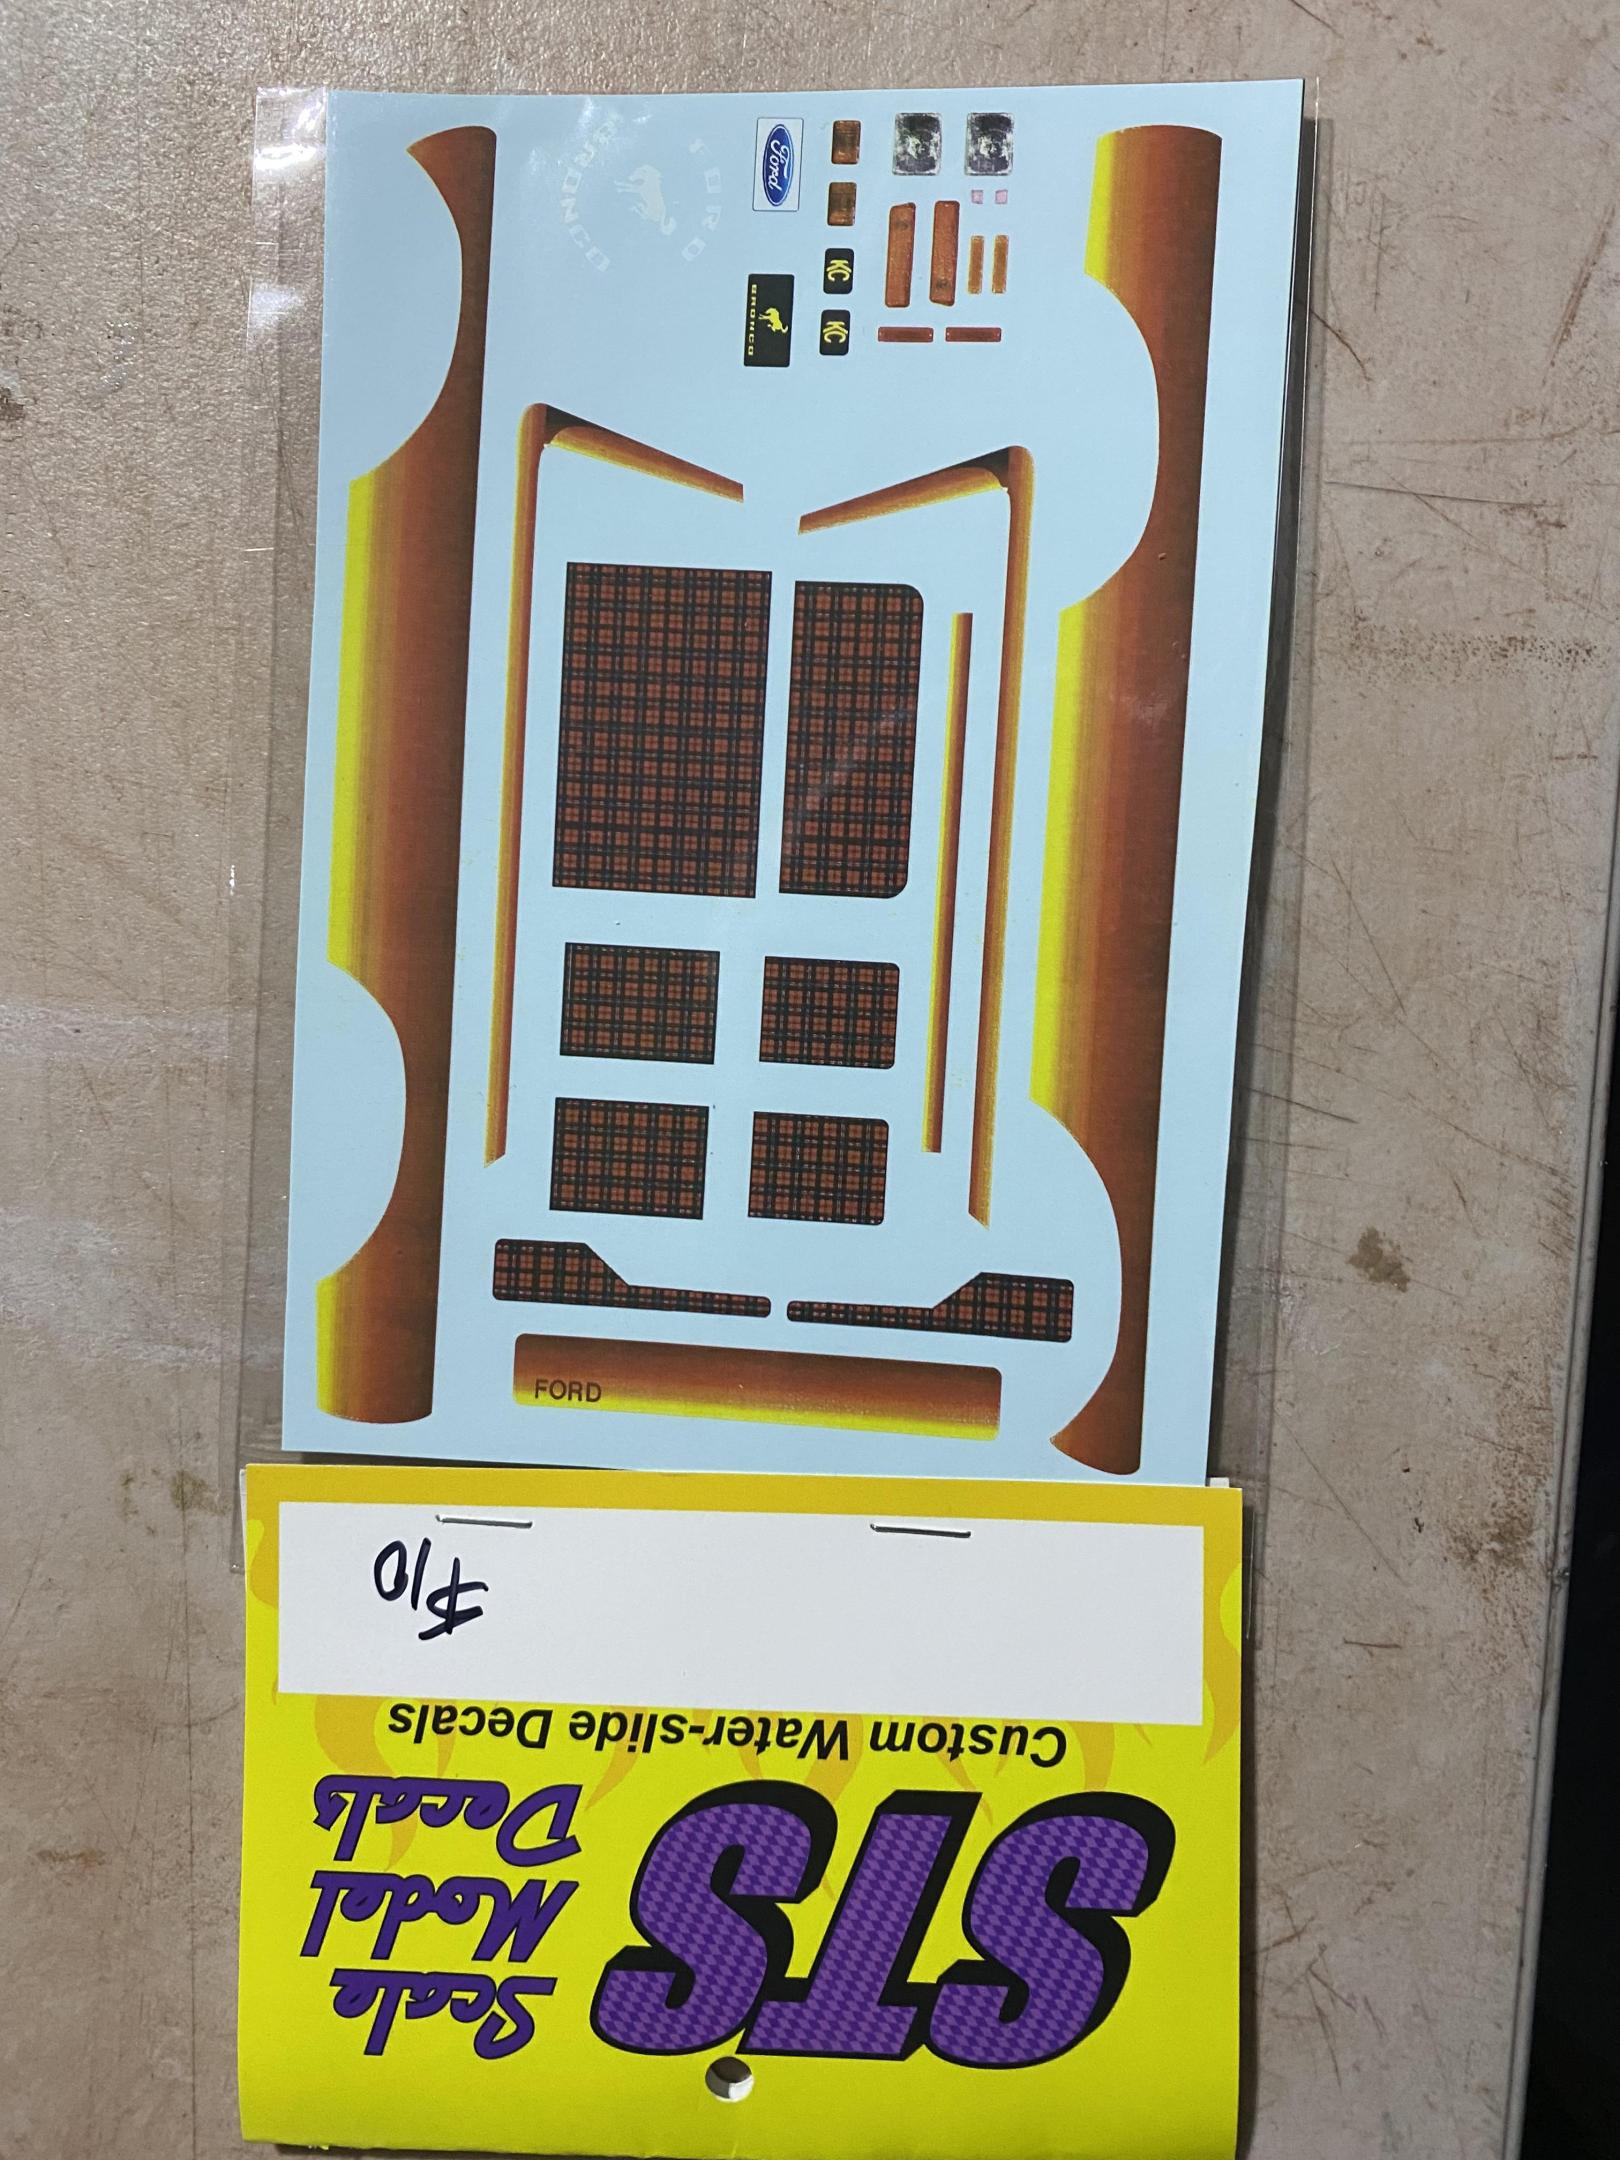 FORD
BRONCO
Ford
KC
KC
BRONCO
FORD
$10
Custom Water-slide Decals
STS
Scale
Model
Decals